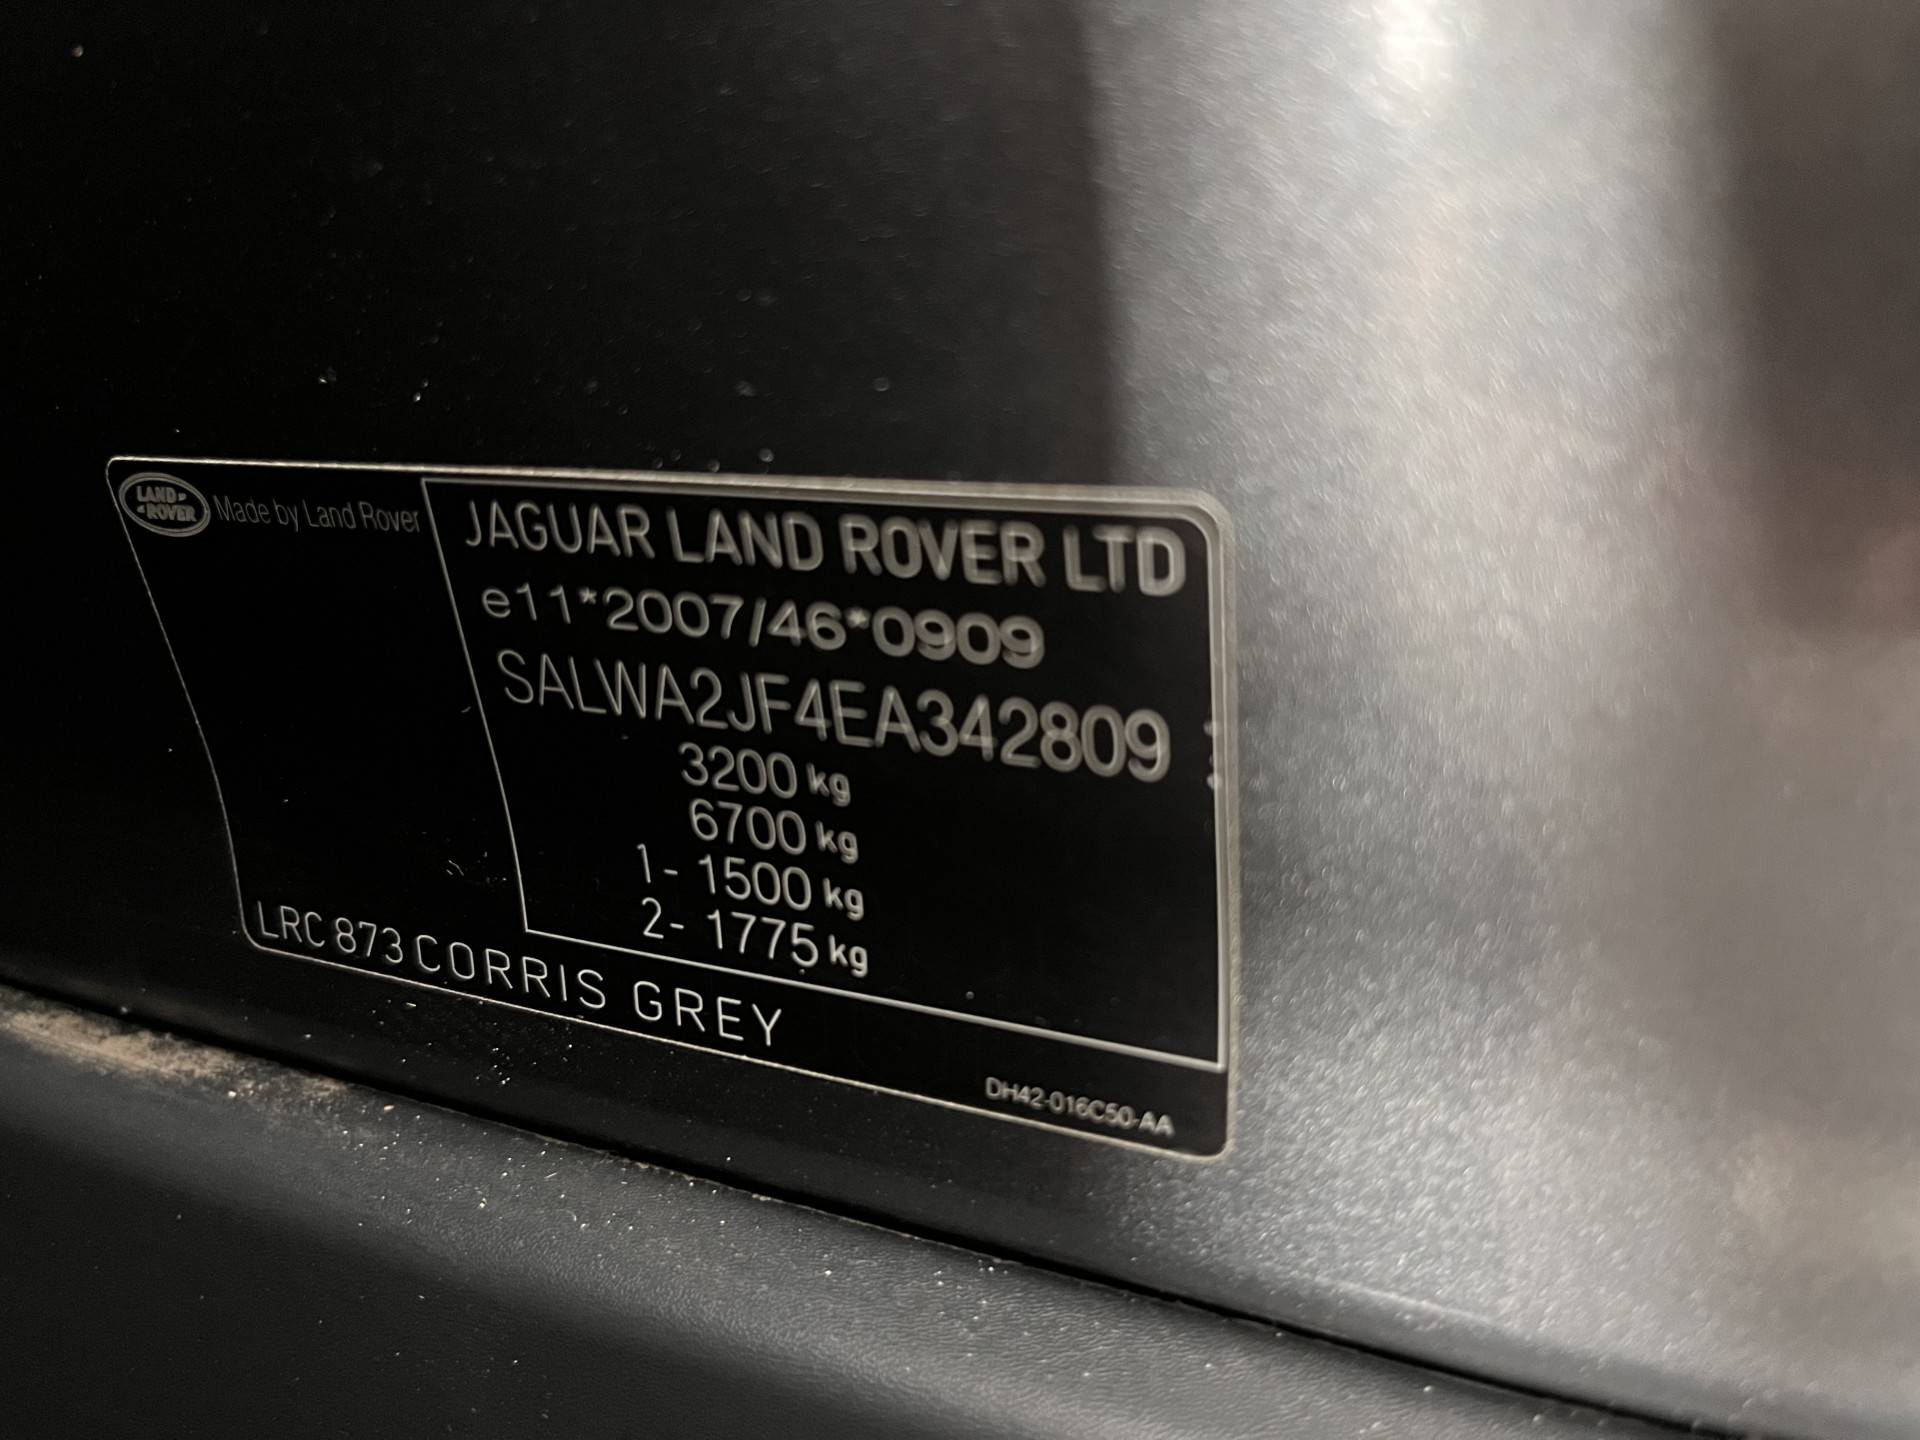 LAND ROVER
Made by Land Rover
JAGUAR LAND ROVER LTD
e11*2007/46*0909
SALWA2JF4EA342809
3200 kg
6700 kg
1- 1500 kg
2- 1775 kg
LRC 873 CORRIS GREY
DH42-016C50-AA